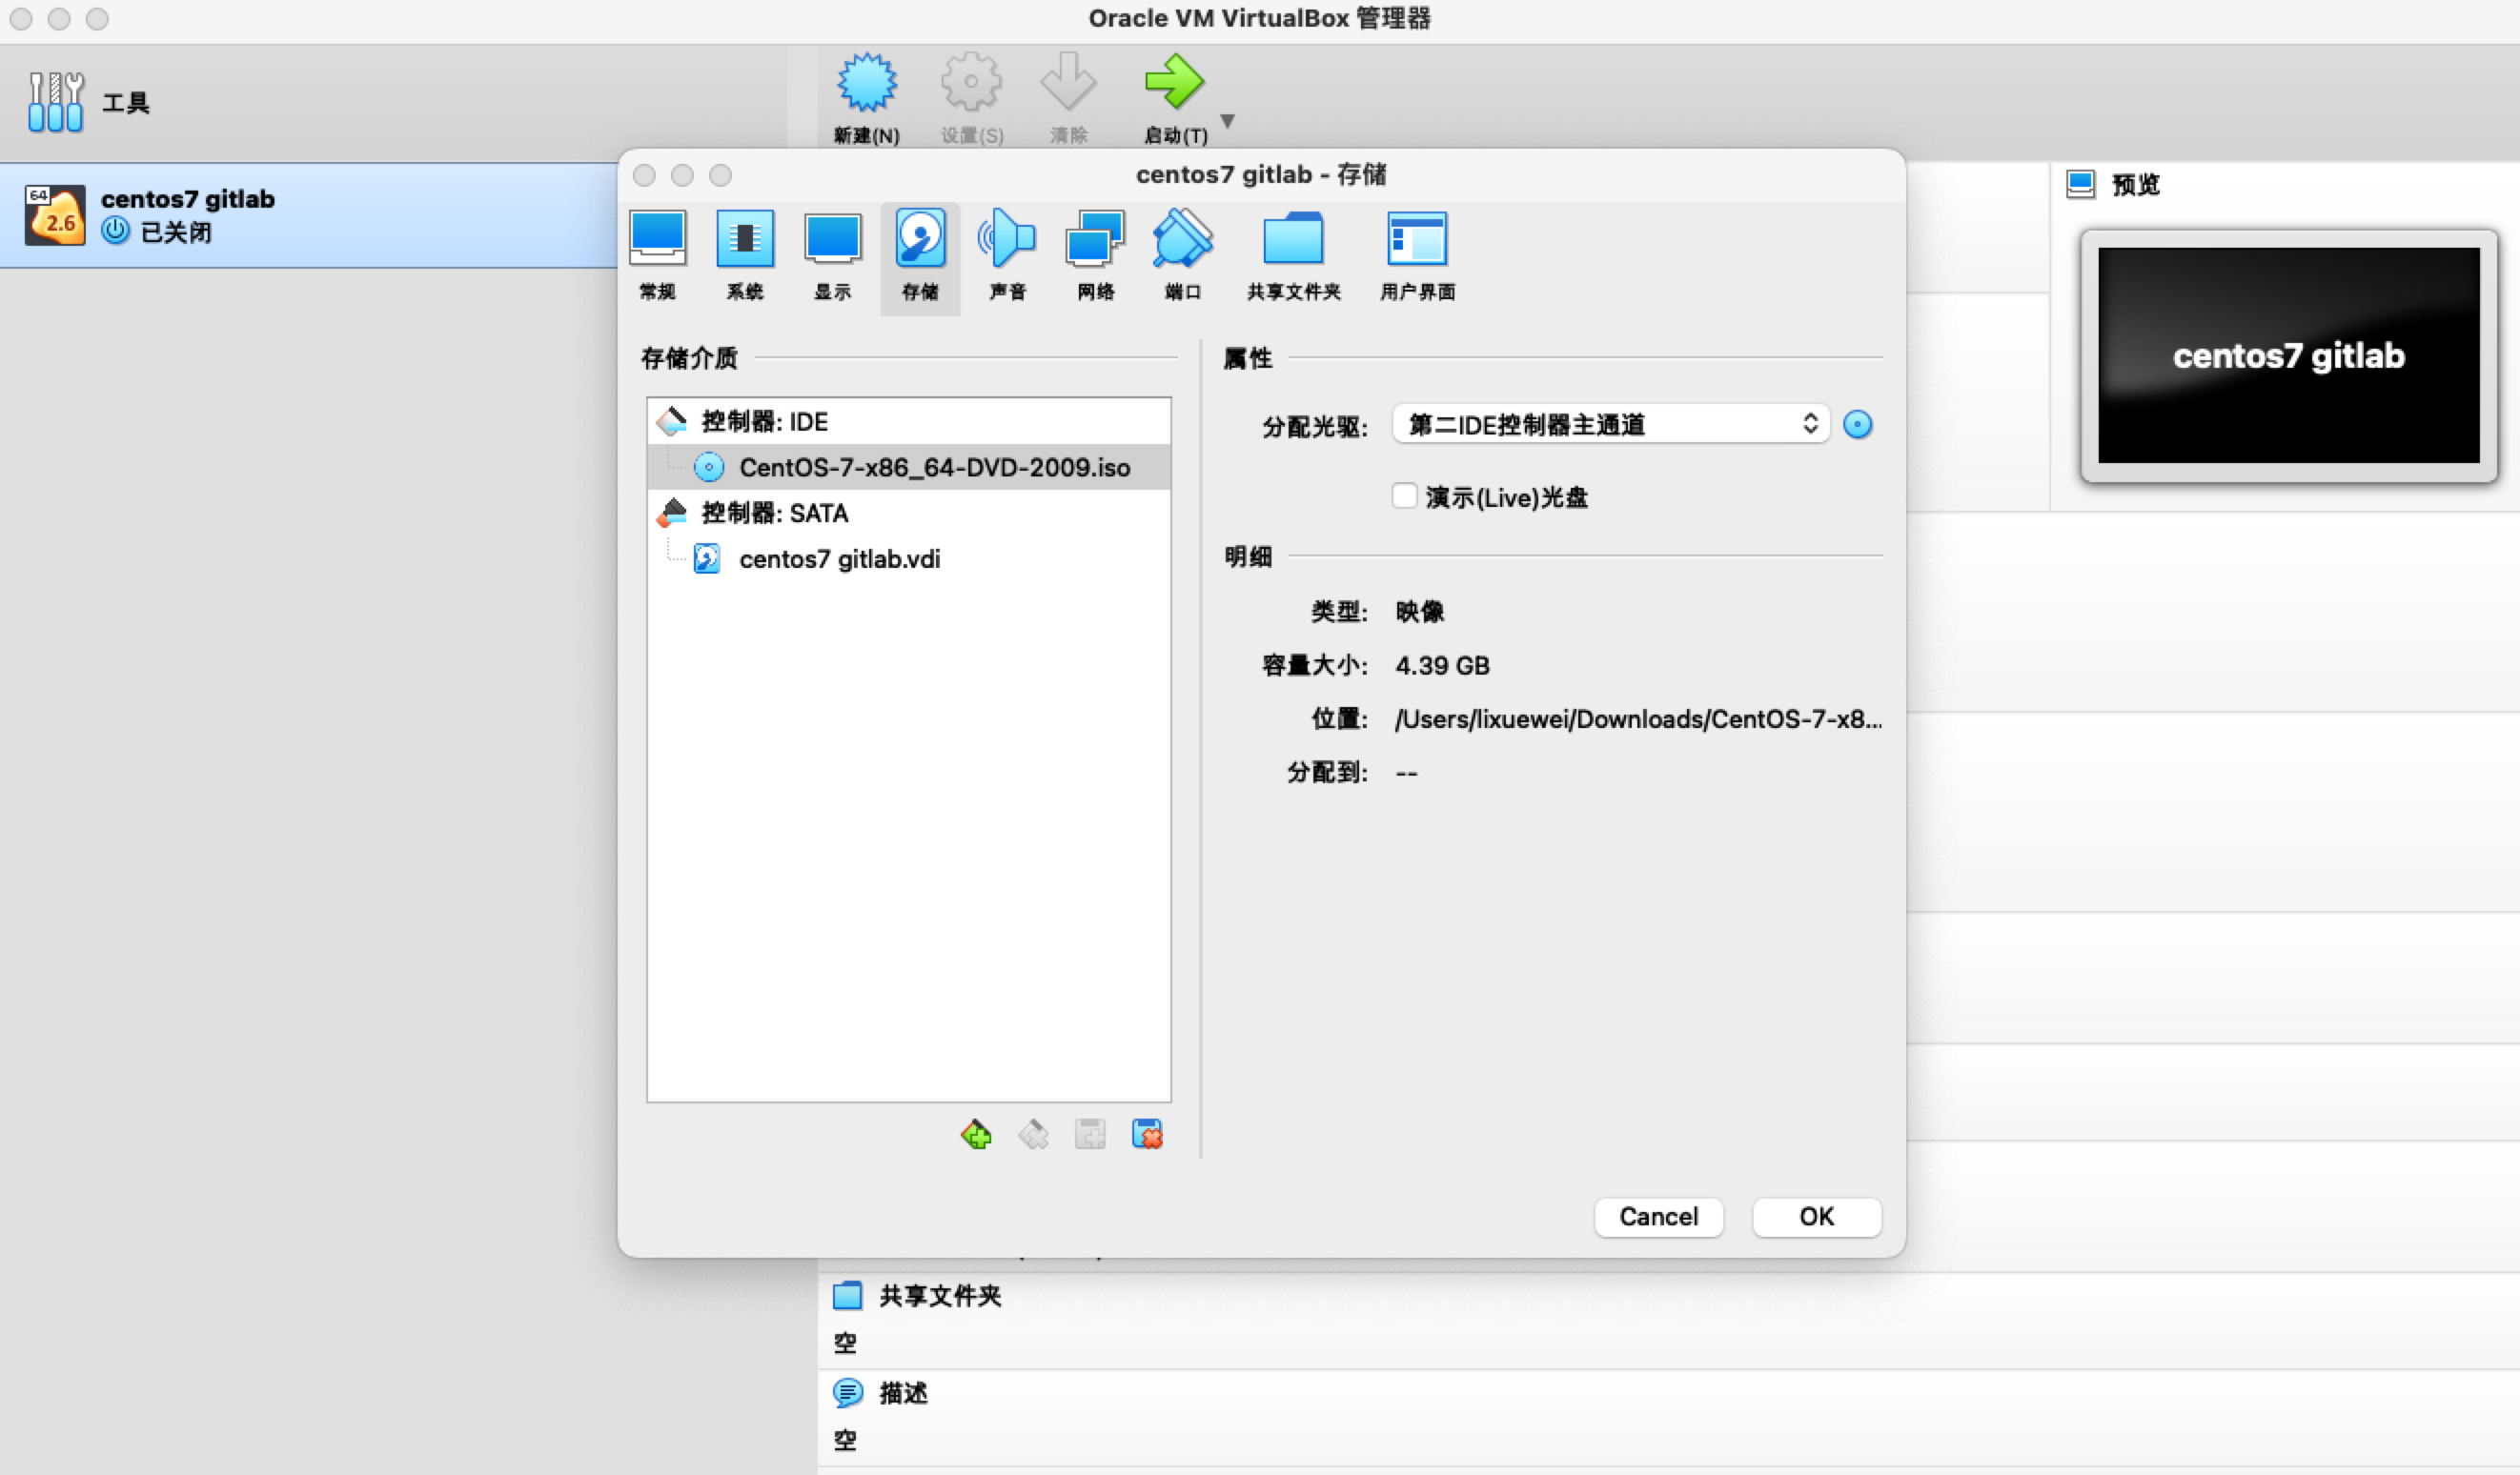 Oracle VM VirtualBox 管理器
工具
新建(N)
设置(S)
清除
启动(T)
64
2.6
centos7 gitlab
已关闭
centos7 gitlab - 存储
常规
系统
显示
存储
声音
网络
端口
共享文件夹
用户界面
存储介质
控制器: IDE
CentOS-7-x86_64-DVD-2009.iso
控制器: SATA
centos7 gitlab.vdi
属性
分配光驱: 第二IDE控制器主通道
演示(Live)光盘
明细
类型: 映像
容量大小: 4.39 GB
位置: /Users/lixuewei/Downloads/CentOS-7-x8...
分配到: --
Cancel
OK
预览
centos7 gitlab
共享文件夹
空
描述
空